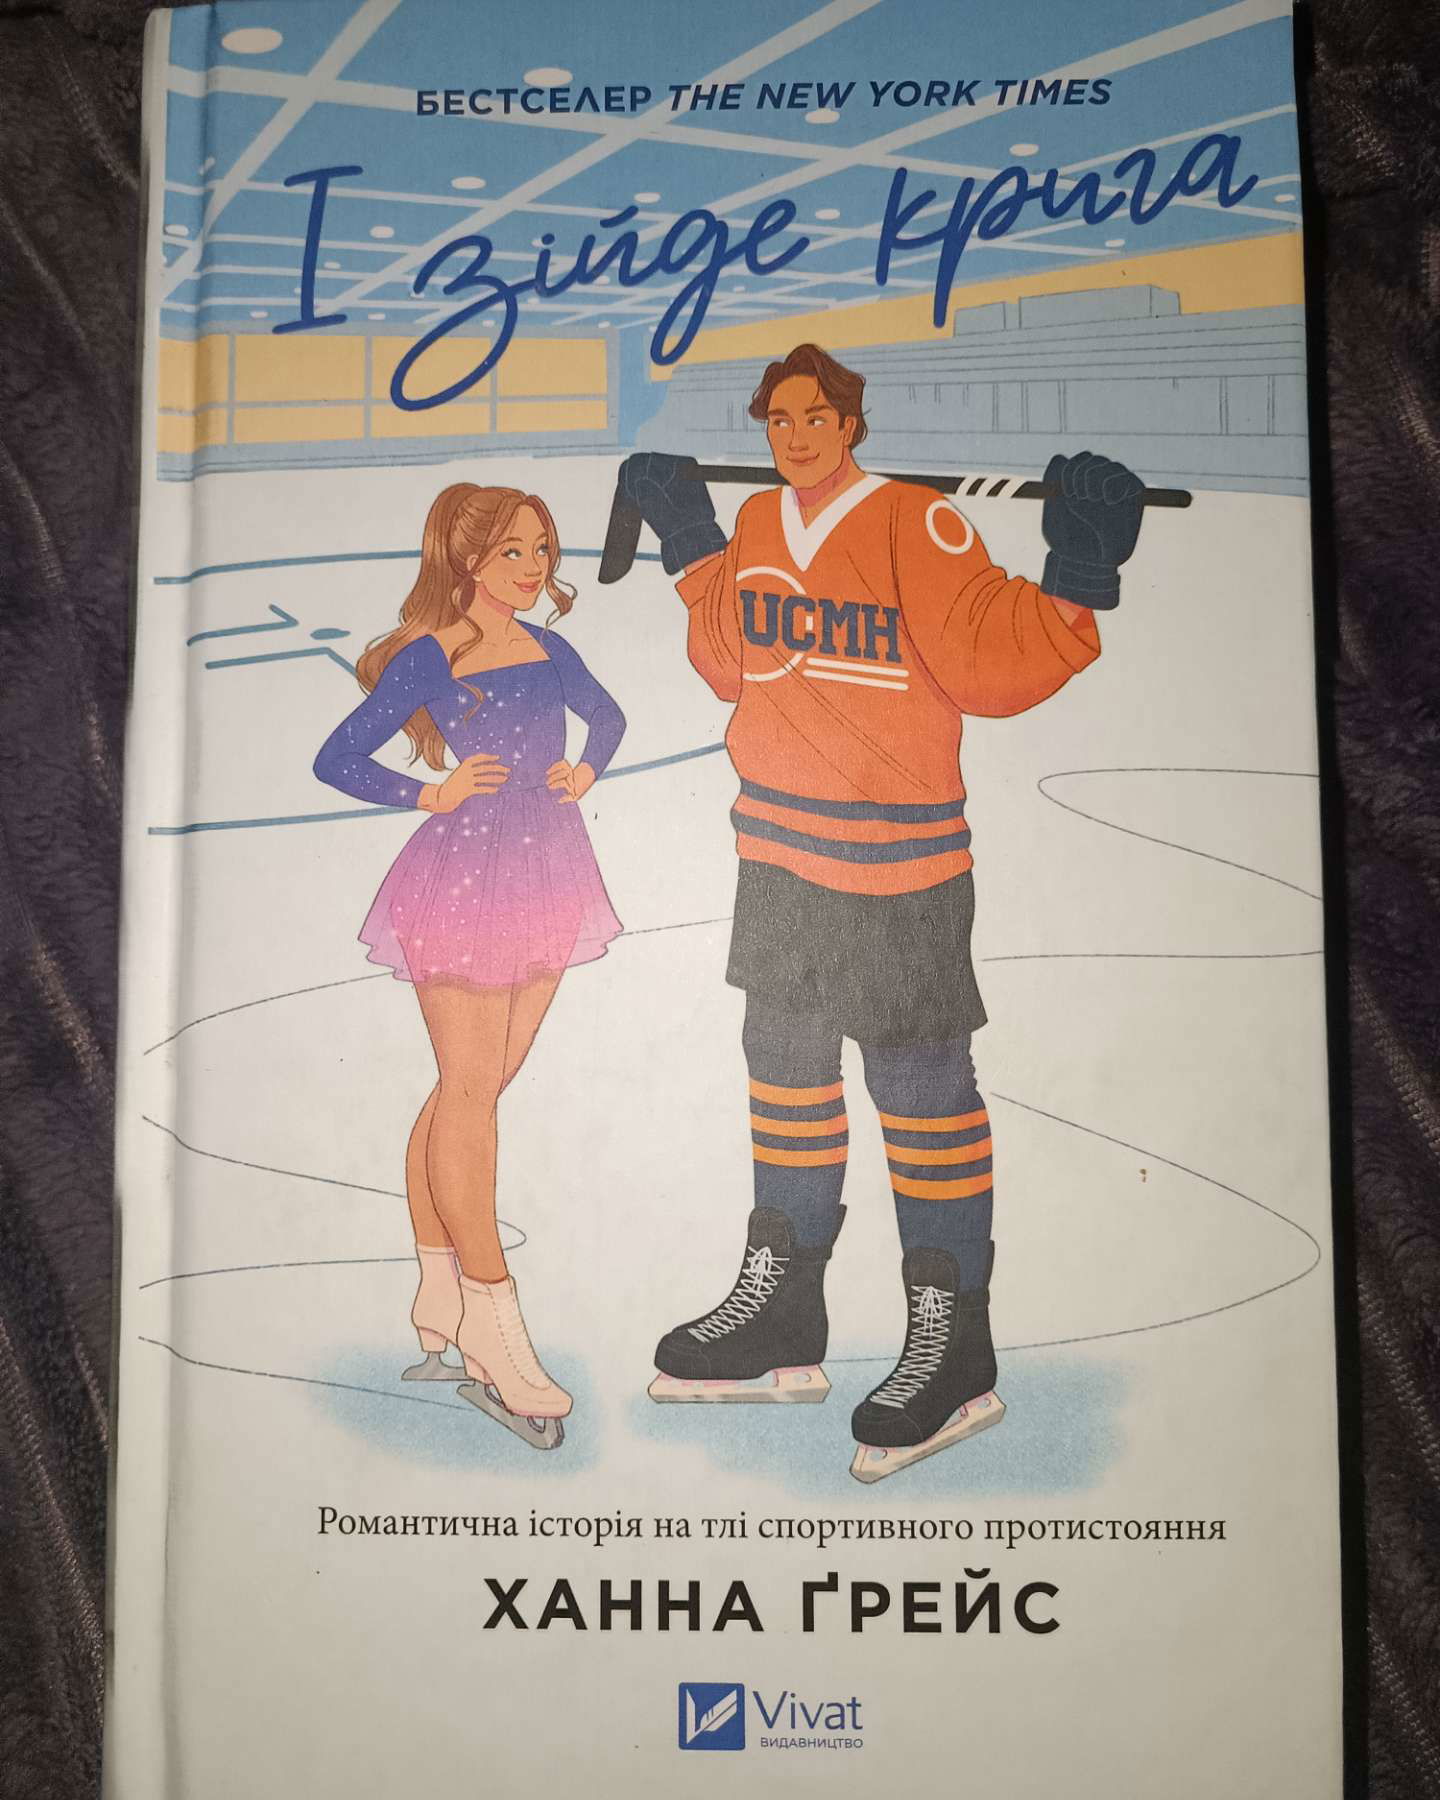 БЕСТСЕЛЕР THE NEW YORK TIMES
І зійде крига
UCMH
Романтична історія на тлі спортивного протистояння
ХАННА ҐРЕЙС
Vivat
ВИДАВНИЦТВО